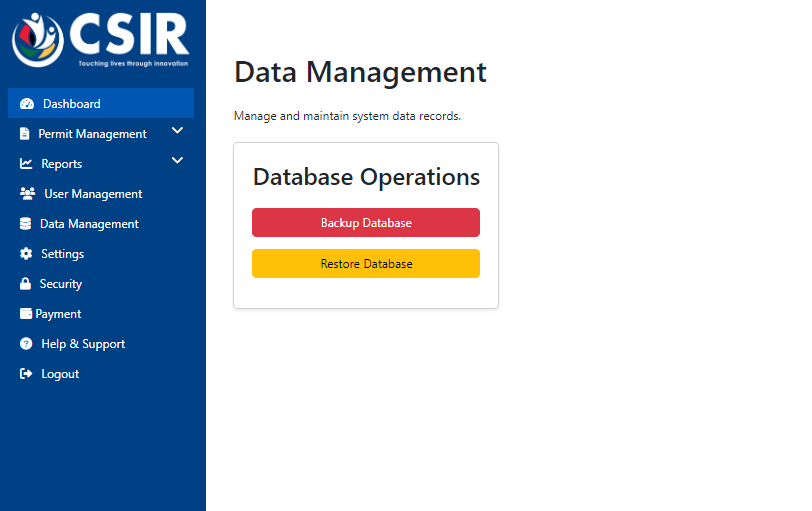 CSIR
Touching lives through innovation
Dashboard
Permit Management
Reports
User Management
Data Management
Settings
Security
Payment
Help & Support
Logout
Data Management
Manage and maintain system data records.
Database Operations
Backup Database
Restore Database